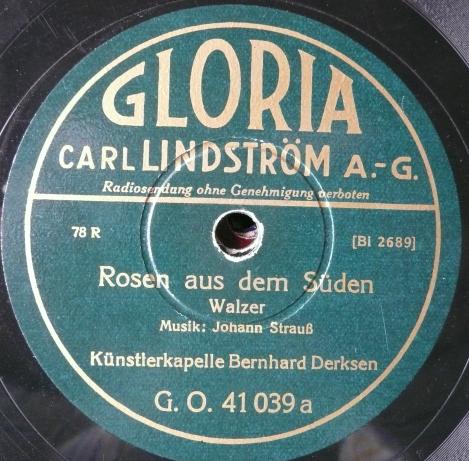 GLORIA
CARL LINDSTRÖM A.-G.
Radiosendung ohne Genehmigung verboten
78 R [BI 2689]
Rosen aus dem Süden
Walzer
Musik: Johann Strauß
Künstlerkapelle Bernhard Derksen
G. O. 41 039 a